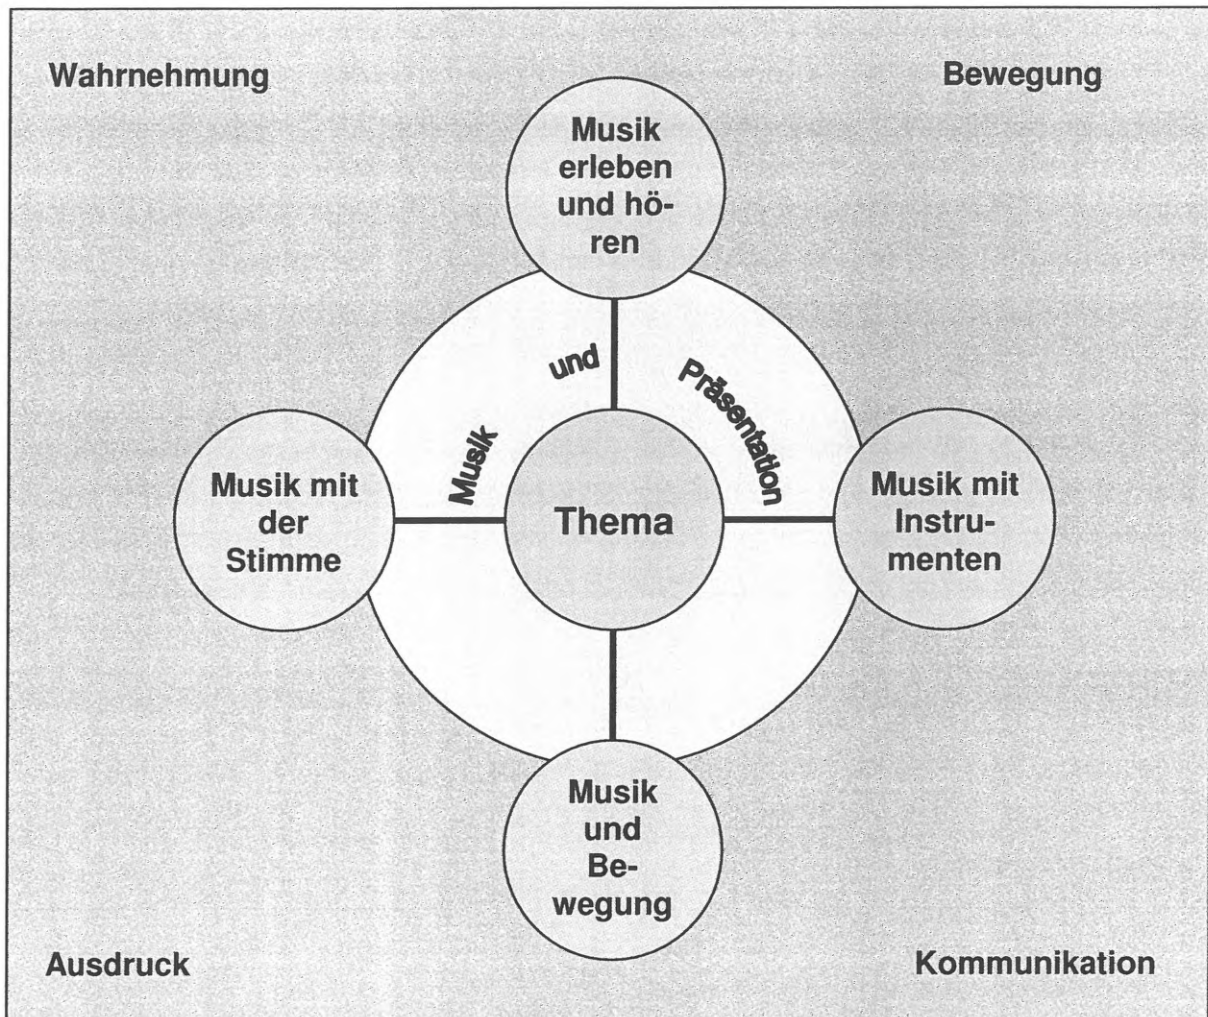 Wahrnehmung
Bewegung
Musik
erleben
und hö-
ren
Musik und Präsentation
Musik mit
der
Stimme
Thema
Musik mit
Instru-
menten
Musik
und
Be-
wegung
Ausdruck
Kommunikation